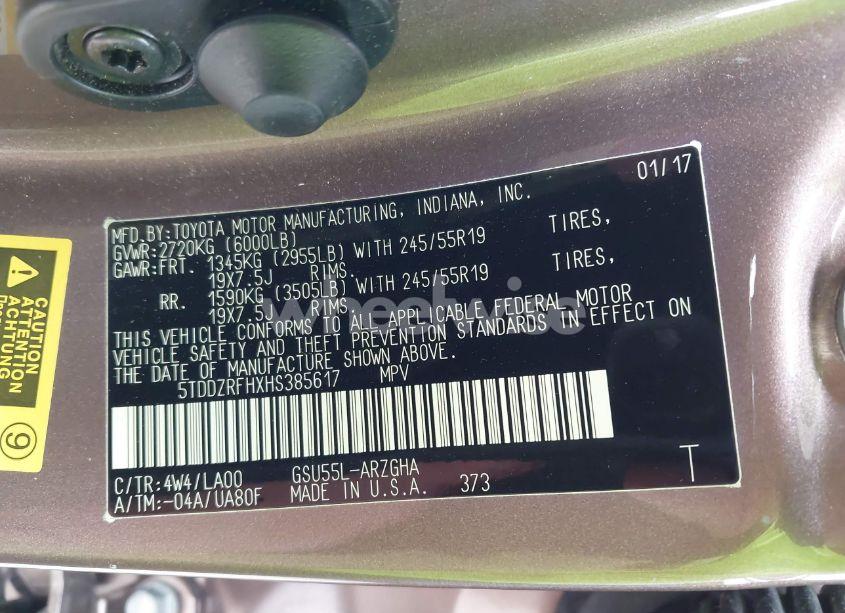 01/17
MFD.BY:TOYOTA MOTOR MANUFACTURING, INDIANA, INC.
GVWR:2720KG (6000LB)
GAWR:FRT. 1345KG (2955LB) WITH 245/55R19 TIRES,
19X7.5J RIMS.
RR. 1590KG (3505LB) WITH 245/55R19 TIRES,
19X7.5J RIMS.
THIS VEHICLE CONFORMS TO ALL APPLICABLE FEDERAL MOTOR
VEHICLE SAFETY AND THEFT PREVENTION STANDARDS IN EFFECT ON
THE DATE OF MANUFACTURE SHOWN ABOVE.
5TDDZRFHXHS385617 MPV
C/TR:4W4/LA00 GSU55L-ARZGHA
A/TM:-04A/UA80F MADE IN U.S.A. 373 T
wheelwise
CAUTION
ATTENTION
ACHTUNG
9